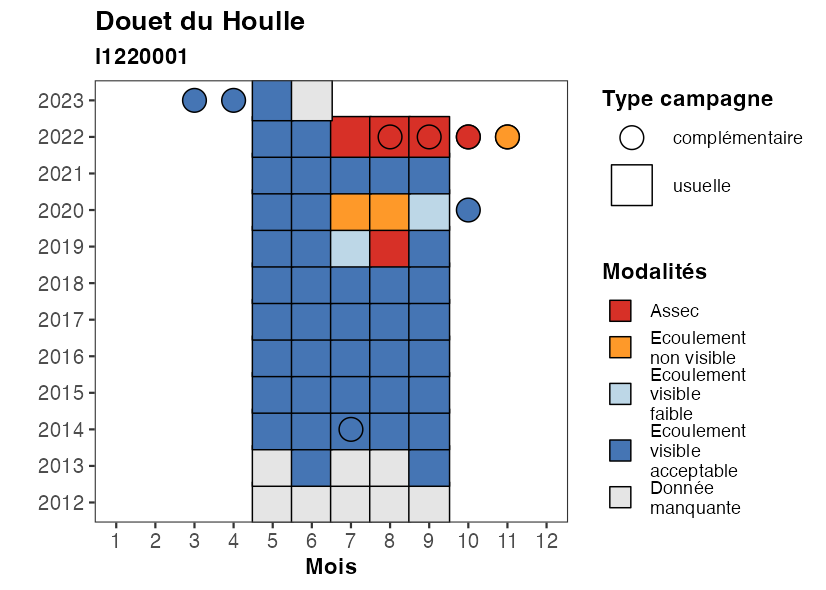 Douet du Houlle
I1220001
2023
2022
2021
2020
2019
2018
2017
2016
2015
2014
2013
2012
1 2 3 4 5 6 7 8 9 10 11 12
Mois
Type campagne
complémentaire
usuelle
Modalités
Assec
Ecoulement
non visible
Ecoulement
visible
faible
Ecoulement
visible
acceptable
Donnée
manquante